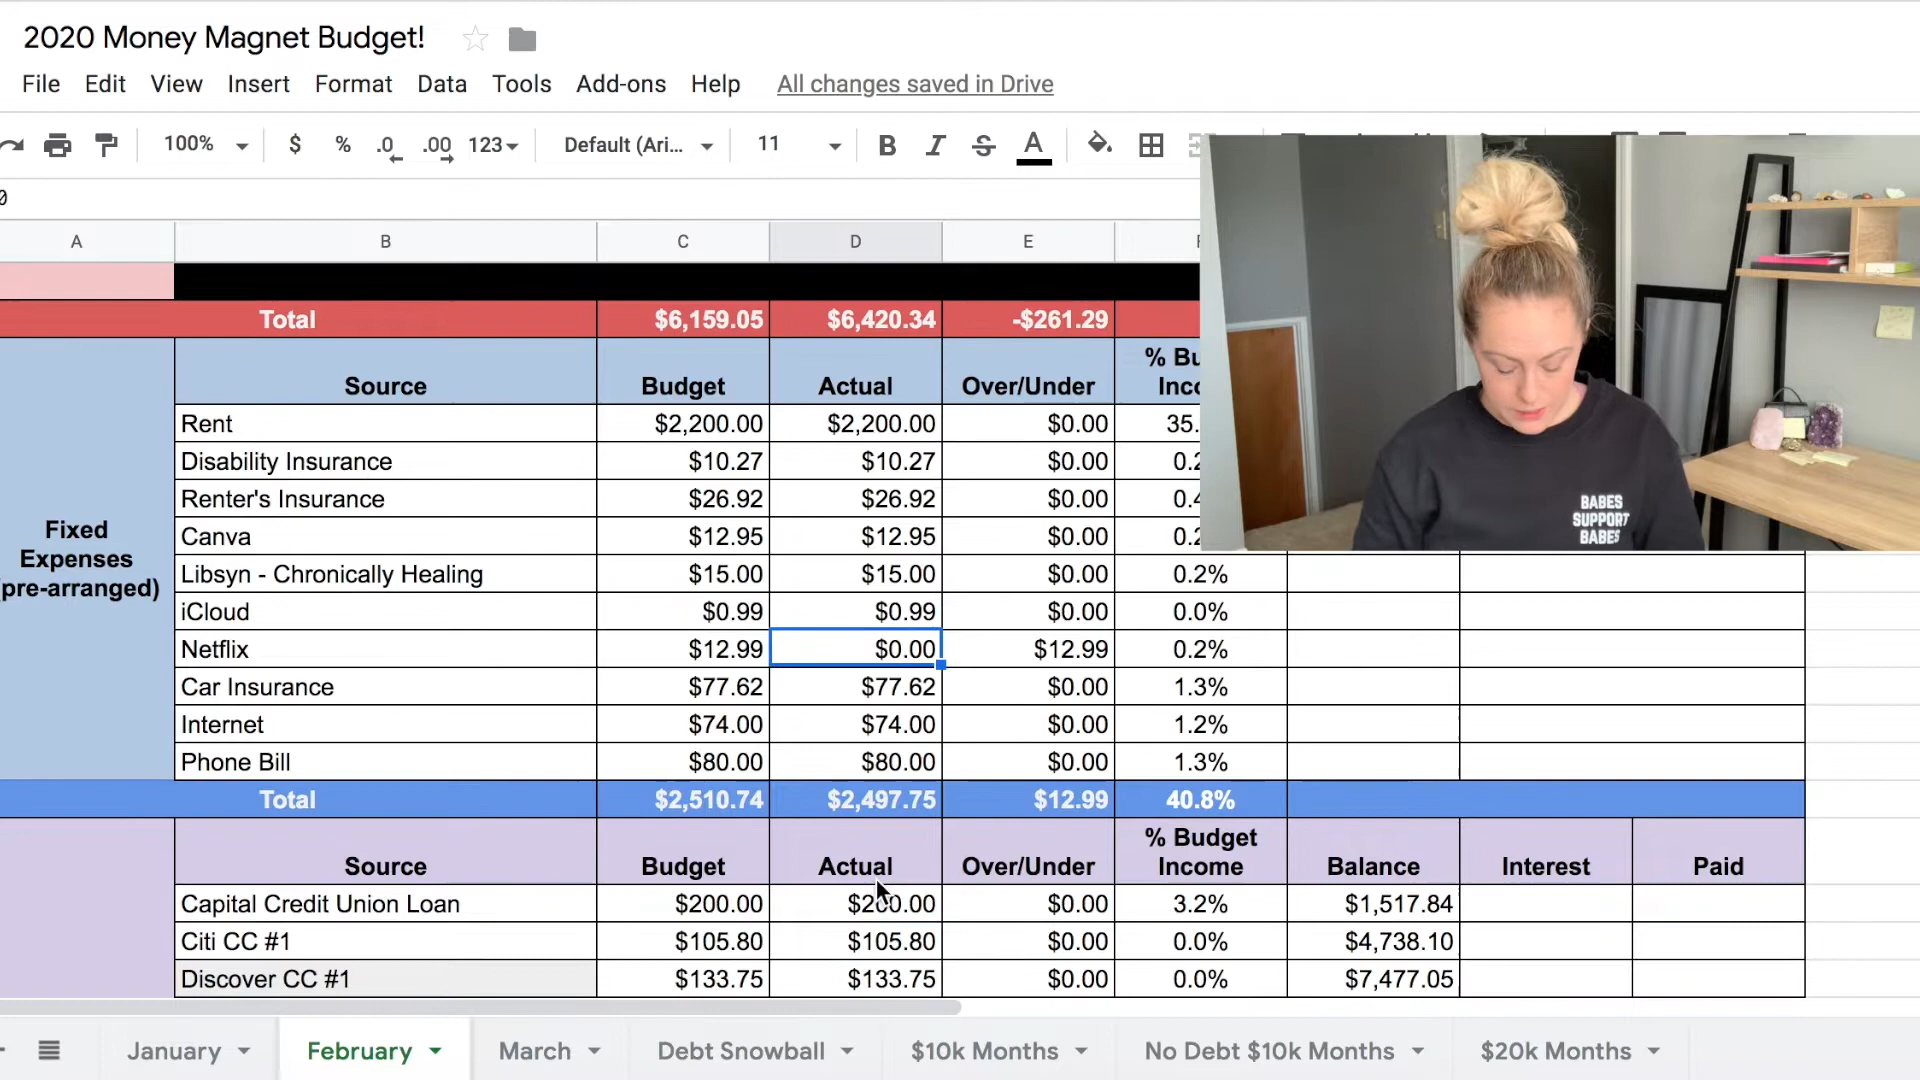 2020 Money Magnet Budget!
File Edit View Insert Format Data Tools Add-ons Help All changes saved in Drive
100% $ % .0 .00 123 Default (Ari... 11 B I S A
A B C D E
Total $6,159.05 $6,420.34 -$261.29
Source Budget Actual Over/Under % Bu
Inc
Fixed
Expenses
pre-arranged)
Rent $2,200.00 $2,200.00 $0.00 35.
Disability Insurance $10.27 $10.27 $0.00 0.2
Renter's Insurance $26.92 $26.92 $0.00 0.4
Canva $12.95 $12.95 $0.00 0.2
Libsyn - Chronically Healing $15.00 $15.00 $0.00 0.2%
iCloud $0.99 $0.99 $0.00 0.0%
Netflix $12.99 $0.00 $12.99 0.2%
Car Insurance $77.62 $77.62 $0.00 1.3%
Internet $74.00 $74.00 $0.00 1.2%
Phone Bill $80.00 $80.00 $0.00 1.3%
Total $2,510.74 $2,497.75 $12.99 40.8%
Source Budget Actual Over/Under % Budget Income Balance Interest Paid
Capital Credit Union Loan $200.00 $200.00 $0.00 3.2% $1,517.84
Citi CC #1 $105.80 $105.80 $0.00 0.0% $4,738.10
Discover CC #1 $133.75 $133.75 $0.00 0.0% $7,477.05
January February March Debt Snowball $10k Months No Debt $10k Months $20k Months
BABES
SUPPORT
BABES